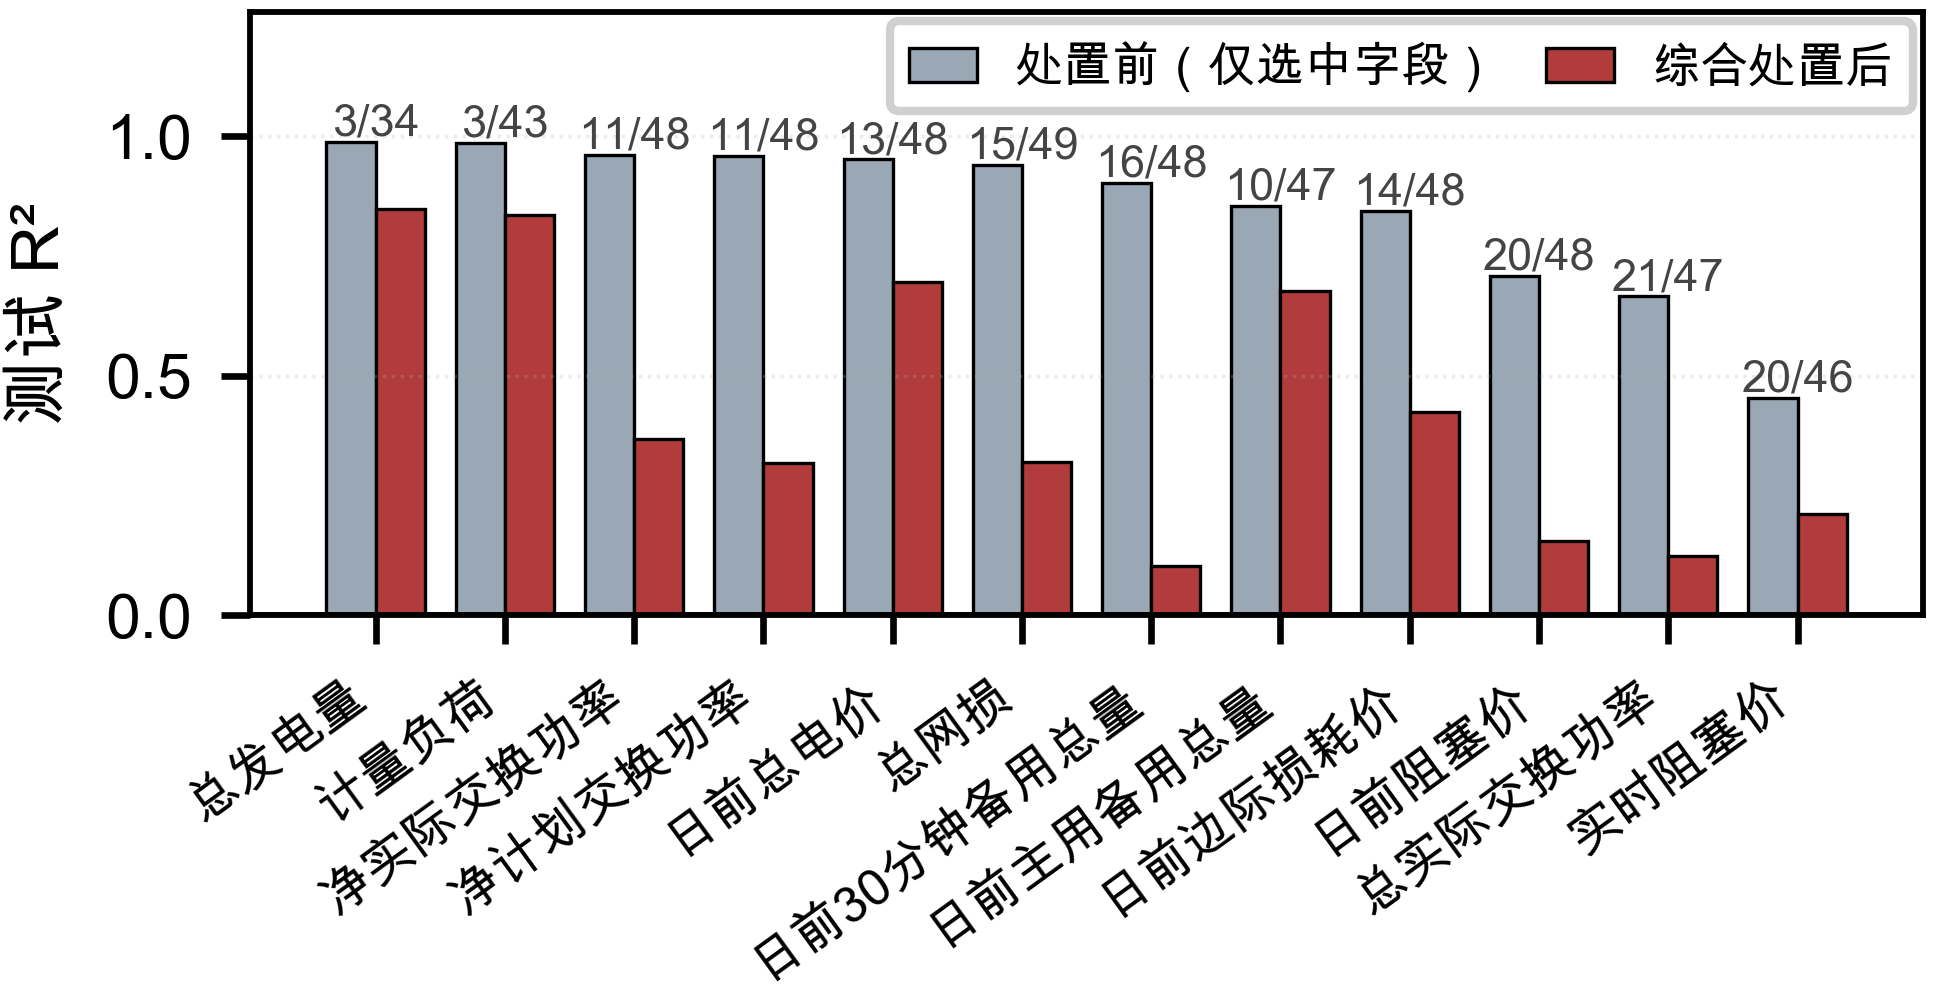 处置前（仅选中字段）
综合处置后
测试 R²
1.0
0.5
0.0
3/34
3/43
11/48
11/48
13/48
15/49
16/48
10/47
14/48
20/48
21/47
20/46
总发电量
计量负荷
净实际交换功率
净计划交换功率
日前总电价
总网损
日前30分钟备用总量
日前主用备用总量
日前边际损耗价
日前阻塞价
总实际交换功率
实时阻塞价